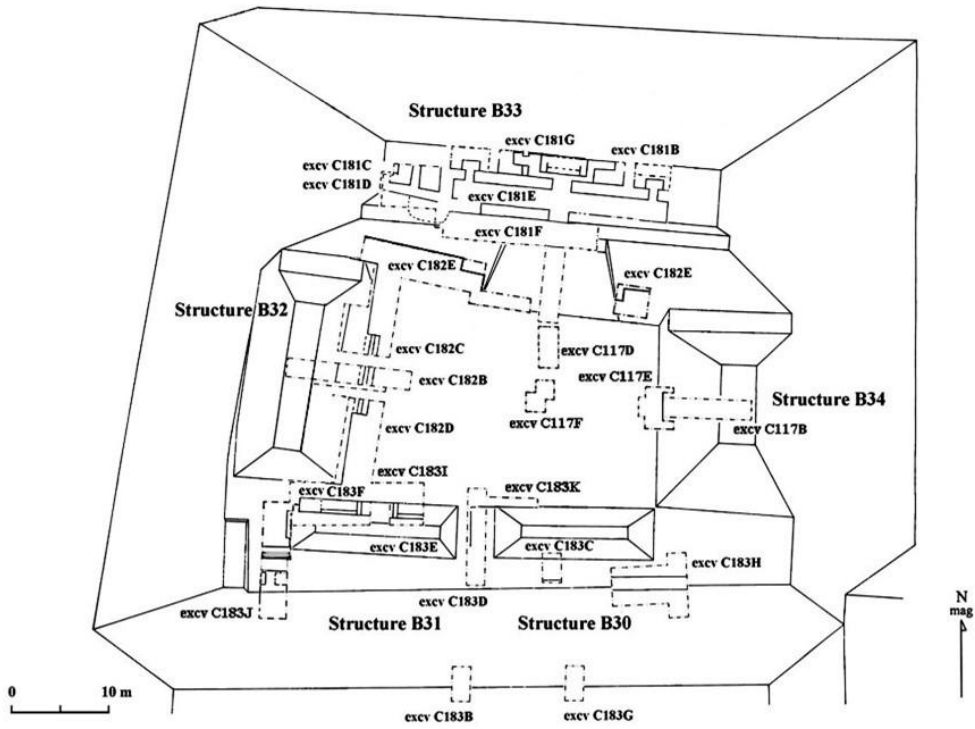 Structure B33
excv C181G
excv C181B
excv C181C
excv C181D
excv C181E
excv C181F
excv C182E
excv C182E
Structure B32
excv C182C
excv C117D
excv C182B
excv C117E
Structure B34
excv C182D
excv C117F
excv C117B
excv C183I
excv C183F
excv C183K
excv C183E
excv C183C
excv C183H
excv C183J
excv C183D
Structure B31
Structure B30
N
mag
0 10 m
excv C183B
excv C183G